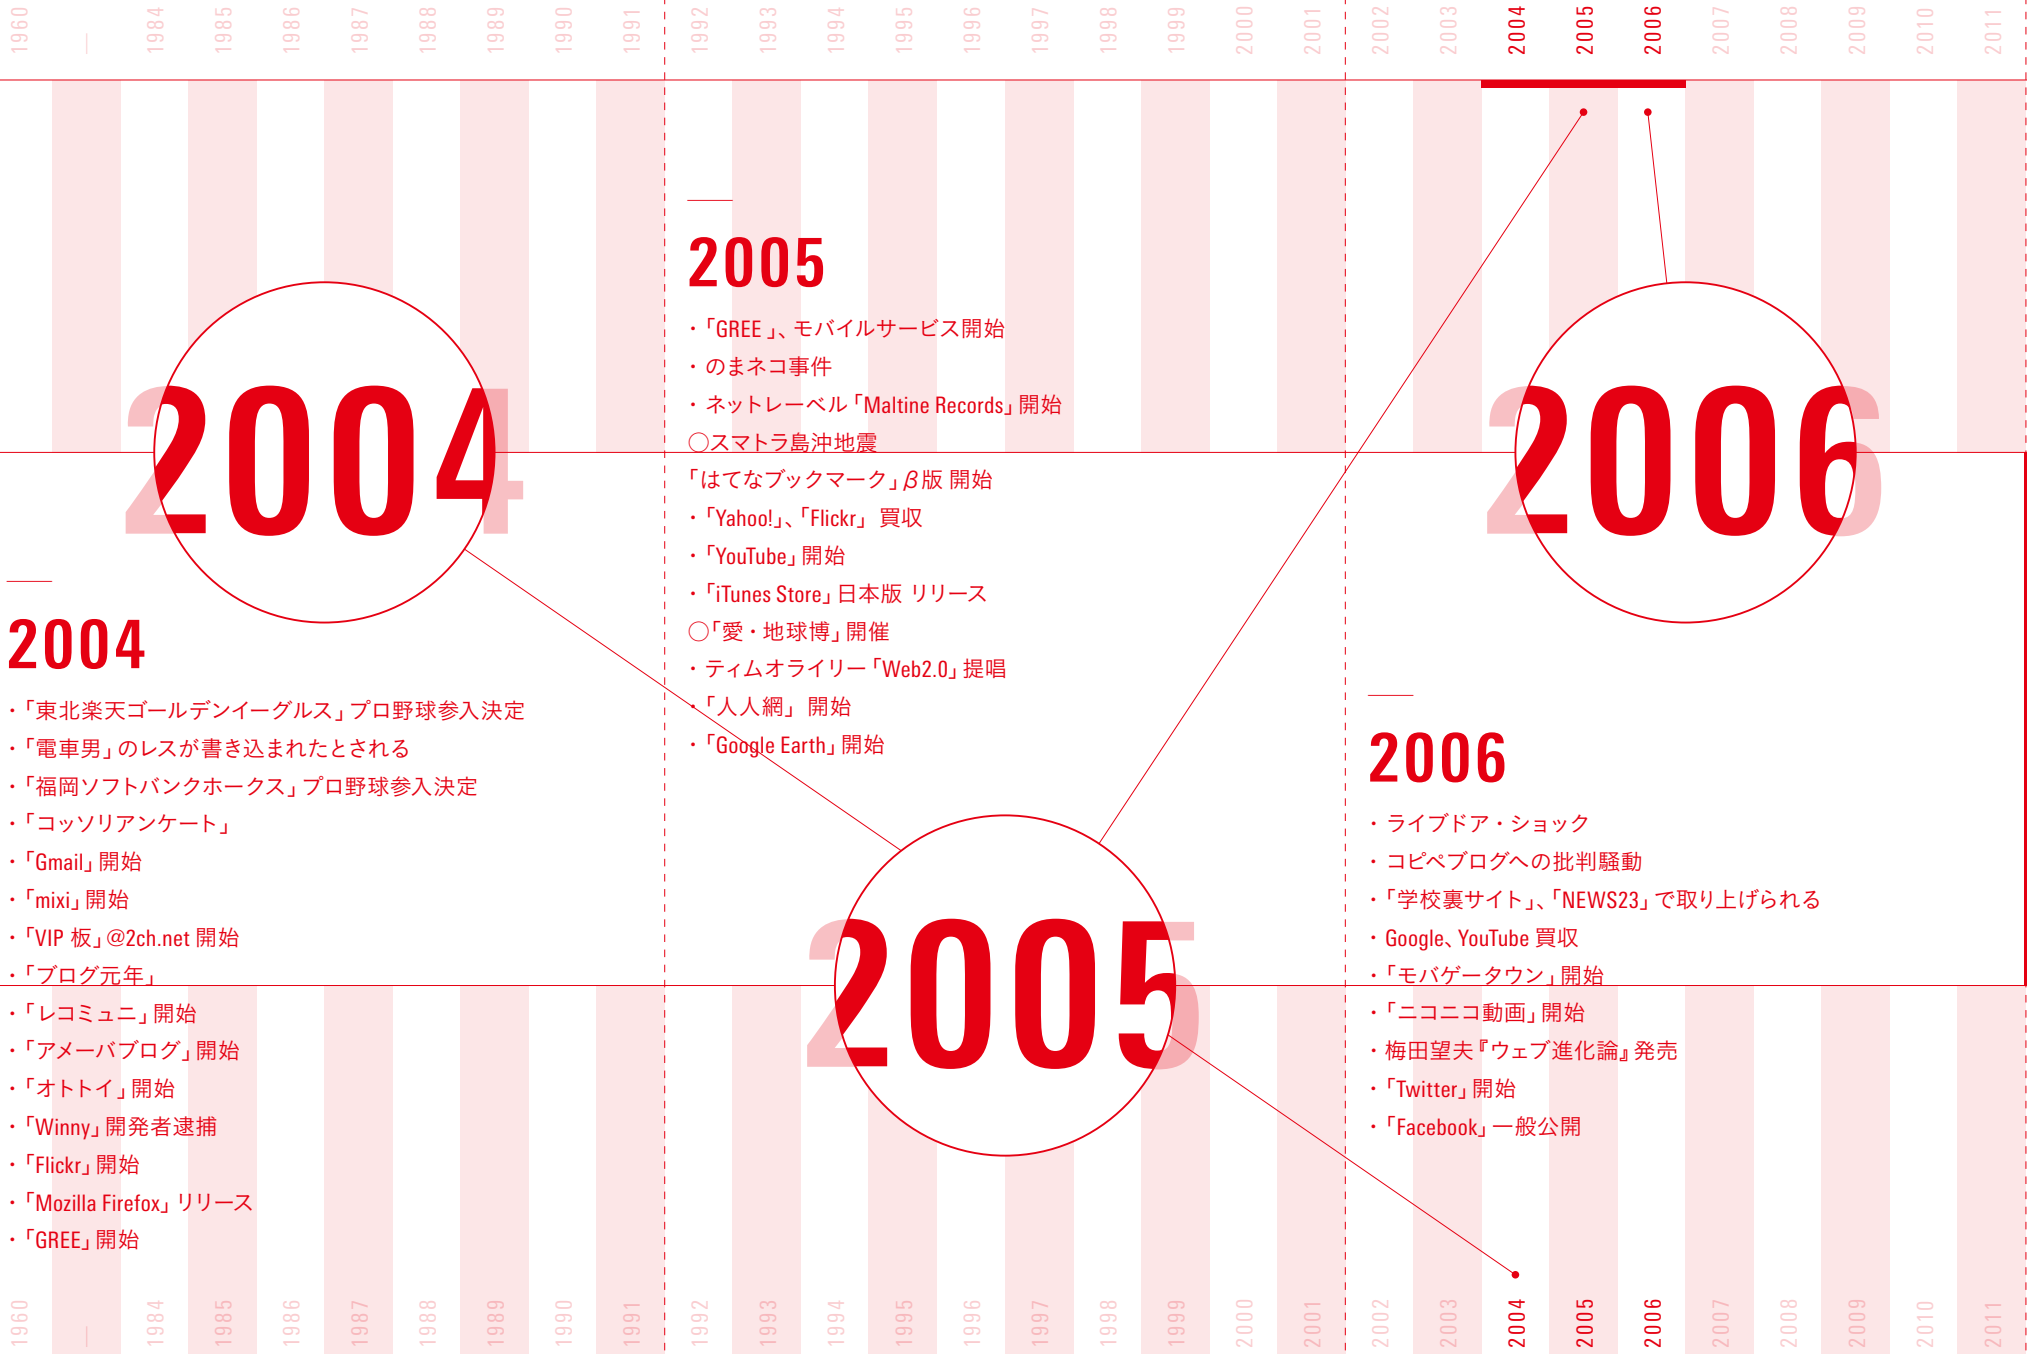 1960 — 1984 1985 1986 1987 1988 1989 1990 1991 1992 1993 1994 1995 1996 1997 1998 1999 2000 2001 2002 2003 2004 2005 2006 2007 2008 2009 2010 2011
2004
2004
・「東北楽天ゴールデンイーグルス」プロ野球参入決定
・「電車男」のレスが書き込まれたとされる
・「福岡ソフトバンクホークス」プロ野球参入決定
・「コッソリアンケート」
・「Gmail」開始
・「mixi」開始
・「VIP 板」@2ch.net 開始
・「ブログ元年」
・「レコミュニ」開始
・「アメーバブログ」開始
・「オトトイ」開始
・「Winny」開発者逮捕
・「Flickr」開始
・「Mozilla Firefox」リリース
・「GREE」開始
2005
・「GREE 」、モバイルサービス開始
・ のまネコ事件
・ ネットレーベル「Maltine Records」開始
○スマトラ島沖地震
「はてなブックマーク」β版 開始
・「Yahoo!」、「Flickr」 買収
・「YouTube」開始
・「iTunes Store」日本版 リリース
○「愛・地球博」開催
・ ティムオライリー「Web2.0」提唱
・「人人網」 開始
・「Google Earth」開始
2005
2006
2006
・ ライブドア・ショック
・ コピペブログへの批判騒動
・「学校裏サイト」、「NEWS23」で取り上げられる
・ Google、YouTube 買収
・「モバゲータウン」開始
・「ニコニコ動画」開始
・ 梅田望夫『ウェブ進化論』発売
・「Twitter」開始
・「Facebook」一般公開
1960 — 1984 1985 1986 1987 1988 1989 1990 1991 1992 1993 1994 1995 1996 1997 1998 1999 2000 2001 2002 2003 2004 2005 2006 2007 2008 2009 2010 2011